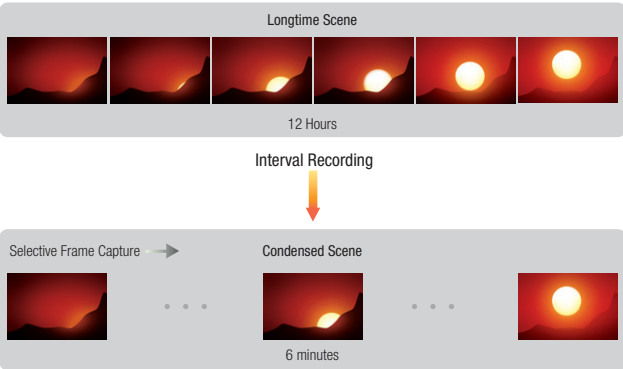 Longtime Scene
12 Hours
Interval Recording
Selective Frame Capture
Condensed Scene
6 minutes